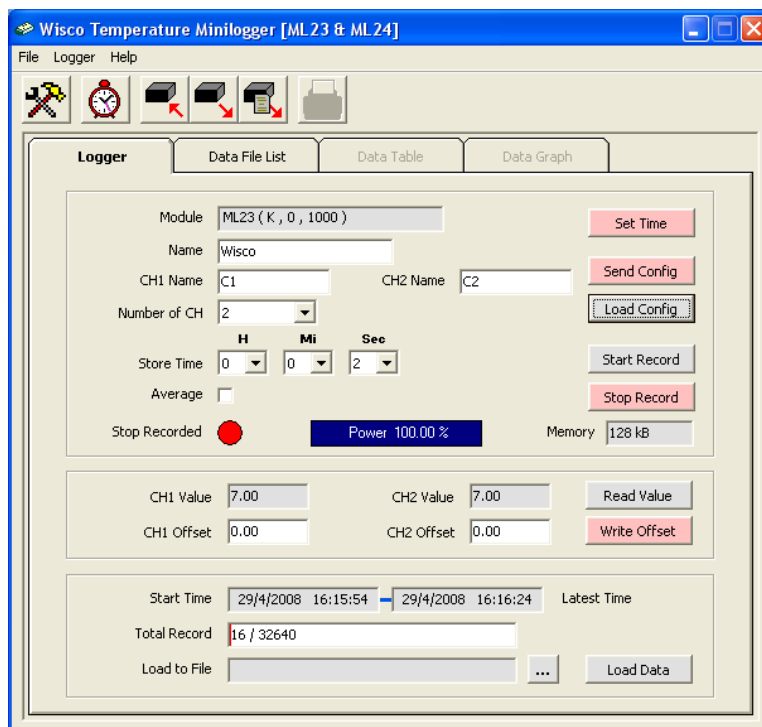 Wisco Temperature Minilogger [ML23 & ML24]
File Logger Help
Logger Data File List Data Table Data Graph
Module ML23 ( K , 0 , 1000 ) Set Time
Name Wisco
CH1 Name C1 CH2 Name C2 Send Config
Number of CH 2 Load Config
H Mi Sec
Store Time 0 0 2 Start Record
Average Stop Record
Stop Recorded Power 100.00 % Memory 128 kB
CH1 Value 7.00 CH2 Value 7.00 Read Value
CH1 Offset 0.00 CH2 Offset 0.00 Write Offset
Start Time 29/4/2008 16:15:54 29/4/2008 16:16:24 Latest Time
Total Record 16 / 32640
Load to File ... Load Data